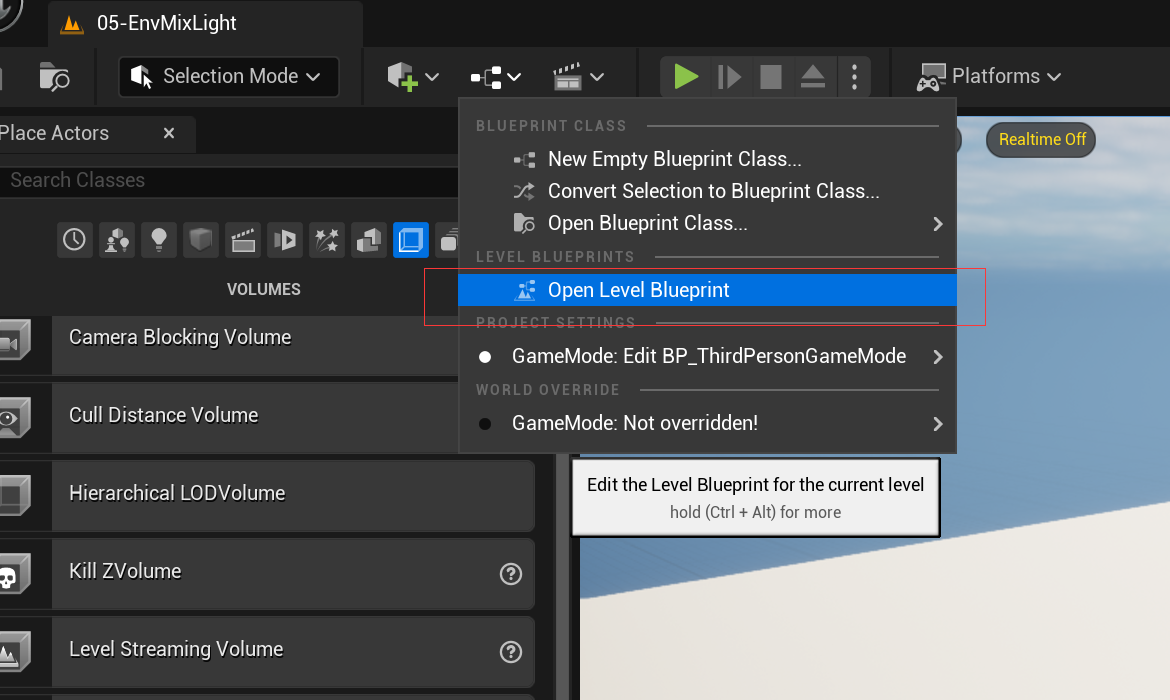 05-EnvMixLight
Selection Mode
Platforms
Place Actors
Search Classes
VOLUMES
Camera Blocking Volume
Cull Distance Volume
Hierarchical LODVolume
Kill ZVolume
Level Streaming Volume
BLUEPRINT CLASS
New Empty Blueprint Class...
Convert Selection to Blueprint Class...
Open Blueprint Class...
LEVEL BLUEPRINTS
Open Level Blueprint
PROJECT SETTINGS
GameMode: Edit BP_ThirdPersonGameMode
WORLD OVERRIDE
GameMode: Not overridden!
Edit the Level Blueprint for the current level
hold (Ctrl + Alt) for more
Realtime Off